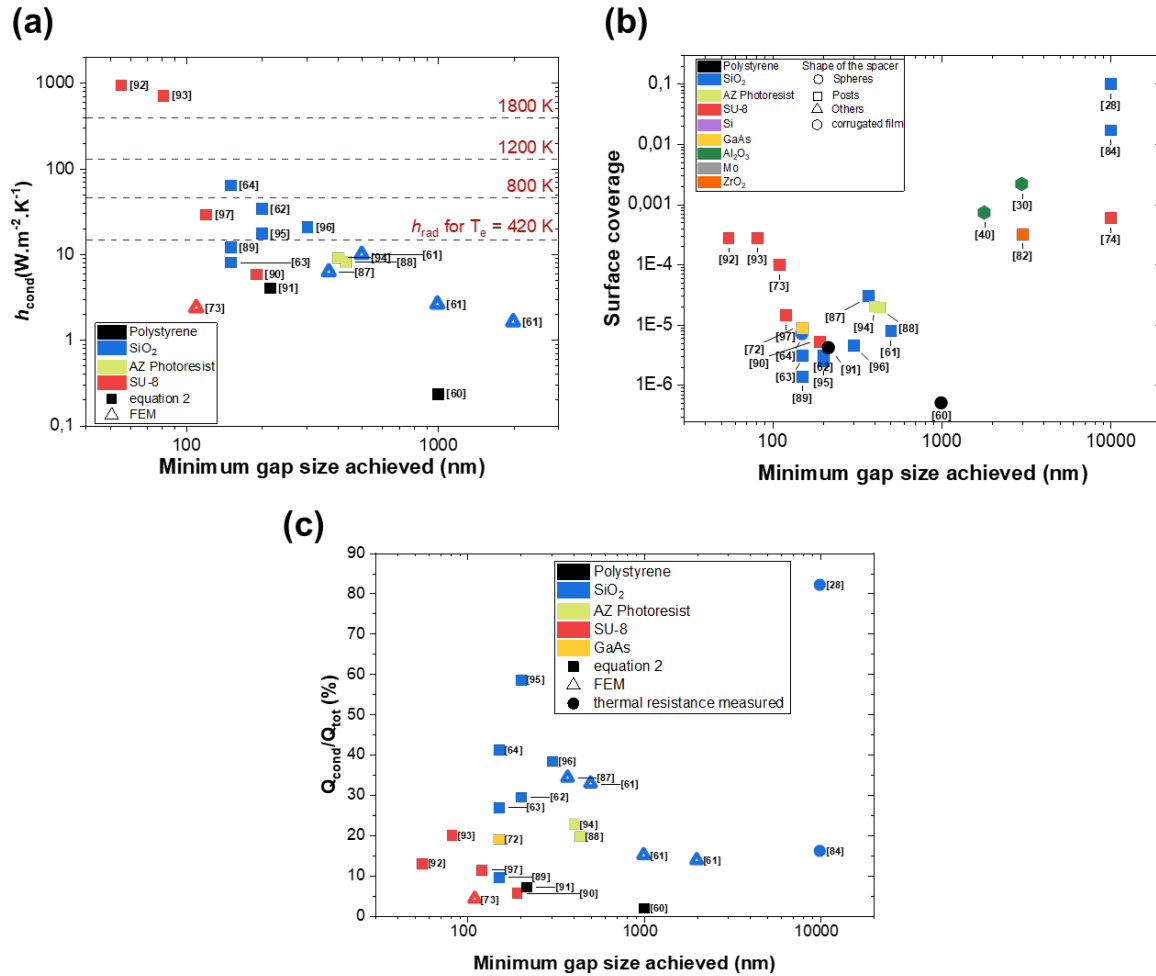 (a)
h_cond(W.m⁻².K⁻¹)
1000
100
10
1
0,1
[92]
[93]
1800 K
1200 K
[64]
800 K
[97]
[62]
[95]
[96]
h_rad for T_e = 420 K
[89]
[63]
[94]
[61]
[88]
[87]
[90]
[91]
[73]
[61]
[61]
[60]
Polystyrene
SiO₂
AZ Photoresist
SU-8
equation 2
FEM
100
1000
Minimum gap size achieved (nm)
(b)
Surface coverage
0,1
0,01
0,001
1E-4
1E-5
1E-6
Polystyrene
SiO₂
AZ Photoresist
SU-8
Si
GaAs
Al₂O₃
Mo
ZrO₂
Shape of the spacer
Spheres
Posts
Others
corrugated film
[28]
[84]
[30]
[40]
[74]
[82]
[92]
[93]
[73]
[87]
[94]
[88]
[97]
[72]
[90]
[64]
[62]
[91]
[96]
[61]
[63]
[95]
[89]
[60]
100
1000
10000
Minimum gap size achieved (nm)
(c)
Q_cond/Q_tot (%)
90
80
70
60
50
40
30
20
10
0
Polystyrene
SiO₂
AZ Photoresist
SU-8
GaAs
equation 2
FEM
thermal resistance measured
[28]
[95]
[64]
[96]
[87]
[61]
[62]
[63]
[94]
[93]
[72]
[88]
[61]
[61]
[84]
[92]
[97]
[89]
[91]
[90]
[73]
[60]
100
1000
10000
Minimum gap size achieved (nm)